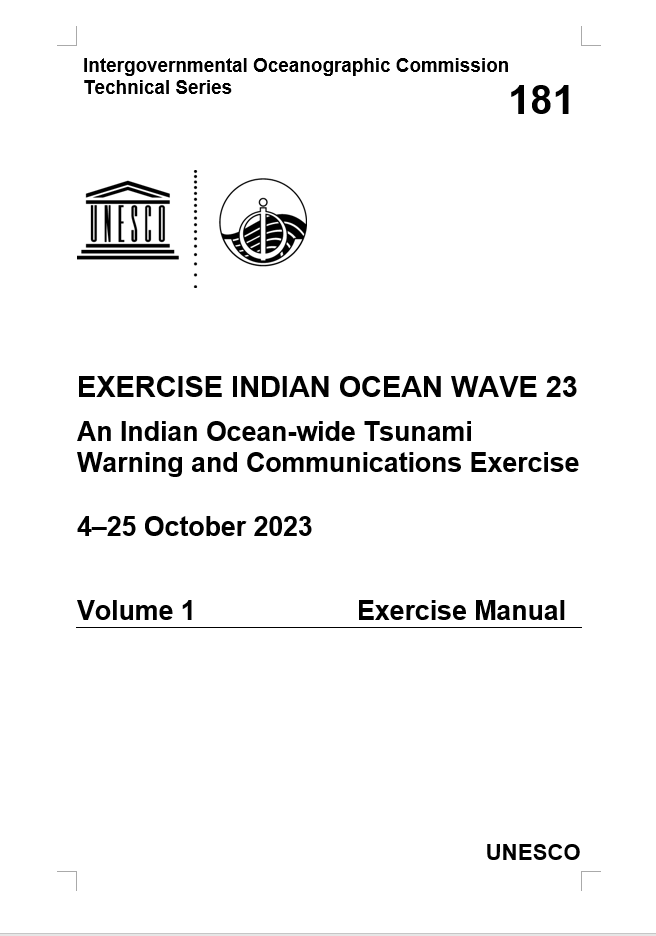 Intergovernmental Oceanographic Commission
Technical Series
181
UNESCO
EXERCISE INDIAN OCEAN WAVE 23
An Indian Ocean-wide Tsunami
Warning and Communications Exercise
4–25 October 2023
Volume 1 Exercise Manual
UNESCO